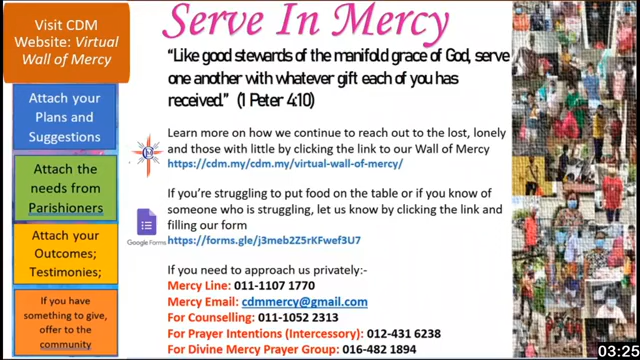 Visit CDM
Website: Virtual
Wall of Mercy
Attach your
Plans and
Suggestions
Attach the
needs from
Parishioners
Attach your
Outcomes;
Testimonies;
If you have
something to give,
offer to the
community
Serve In Mercy
“Like good stewards of the manifold grace of God, serve
one another with whatever gift each of you has
received.” (1 Peter 4:10)
Learn more on how we continue to reach out to the lost, lonely
and those with little by clicking the link to our Wall of Mercy
https://cdm.my/cdm.my/virtual-wall-of-mercy/
If you’re struggling to put food on the table or if you know of
someone who is struggling, let us know by clicking the link and
filling our form
Google Forms
https://forms.gle/j3meb2Z5rKFwef3U7
If you need to approach us privately:-
Mercy Line: 011-1107 1770
Mercy Email: cdmmercy@gmail.com
For Counselling: 011-1052 2313
For Prayer Intentions (Intercessory): 012-431 6238
For Divine Mercy Prayer Group: 016-482 1894
03:25